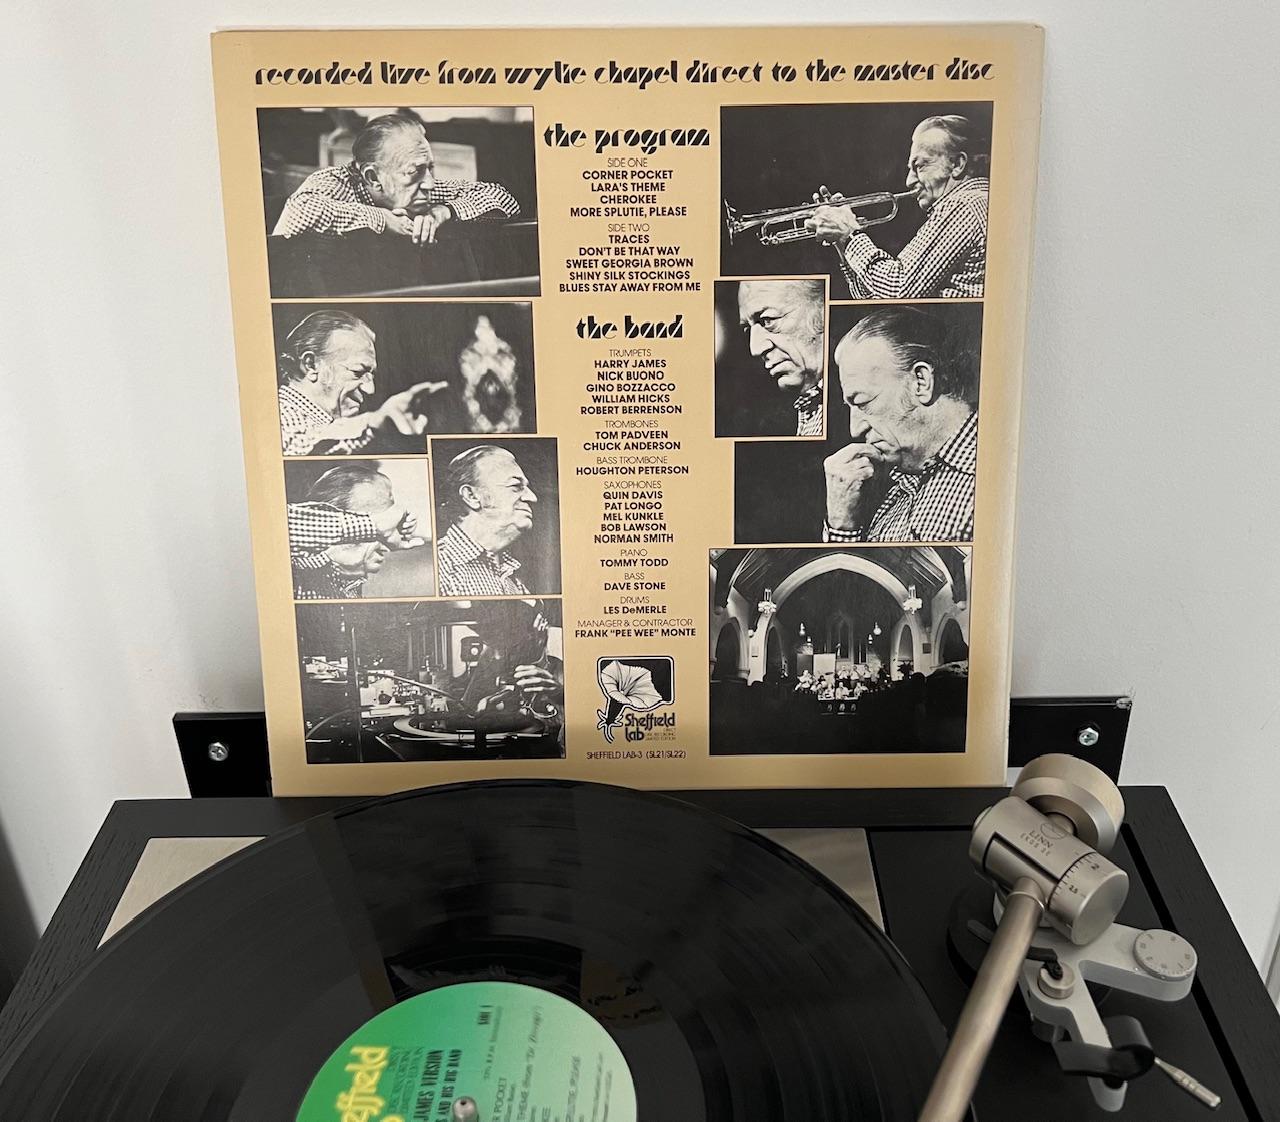 recorded live from wylie chapel direct to the master disc
the program
SIDE ONE
CORNER POCKET
LARA'S THEME
CHEROKEE
MORE SPLUTIE, PLEASE
SIDE TWO
TRACES
DON'T BE THAT WAY
SWEET GEORGIA BROWN
SHINY SILK STOCKINGS
BLUES STAY AWAY FROM ME
the band
TRUMPETS
HARRY JAMES
NICK BUONO
GINO BOZZACCO
WILLIAM HICKS
ROBERT BERRENSON
TROMBONES
TOM PADVEEN
CHUCK ANDERSON
BASS TROMBONE
HOUGHTON PETERSON
SAXOPHONES
QUIN DAVIS
PAT LONGO
MEL KUNKLE
BOB LAWSON
NORMAN SMITH
PIANO
TOMMY TODD
BASS
DAVE STONE
DRUMS
LES DeMERLE
MANAGER & CONTRACTOR
FRANK "PEE WEE" MONTE
Sheffield
Lab
SHEFFIELD LAB-3 (SL21/SL22)
LINN
EKOS SE
JAMES VERSION
AND HIS BIG BAND
SIDE 1
POCKET